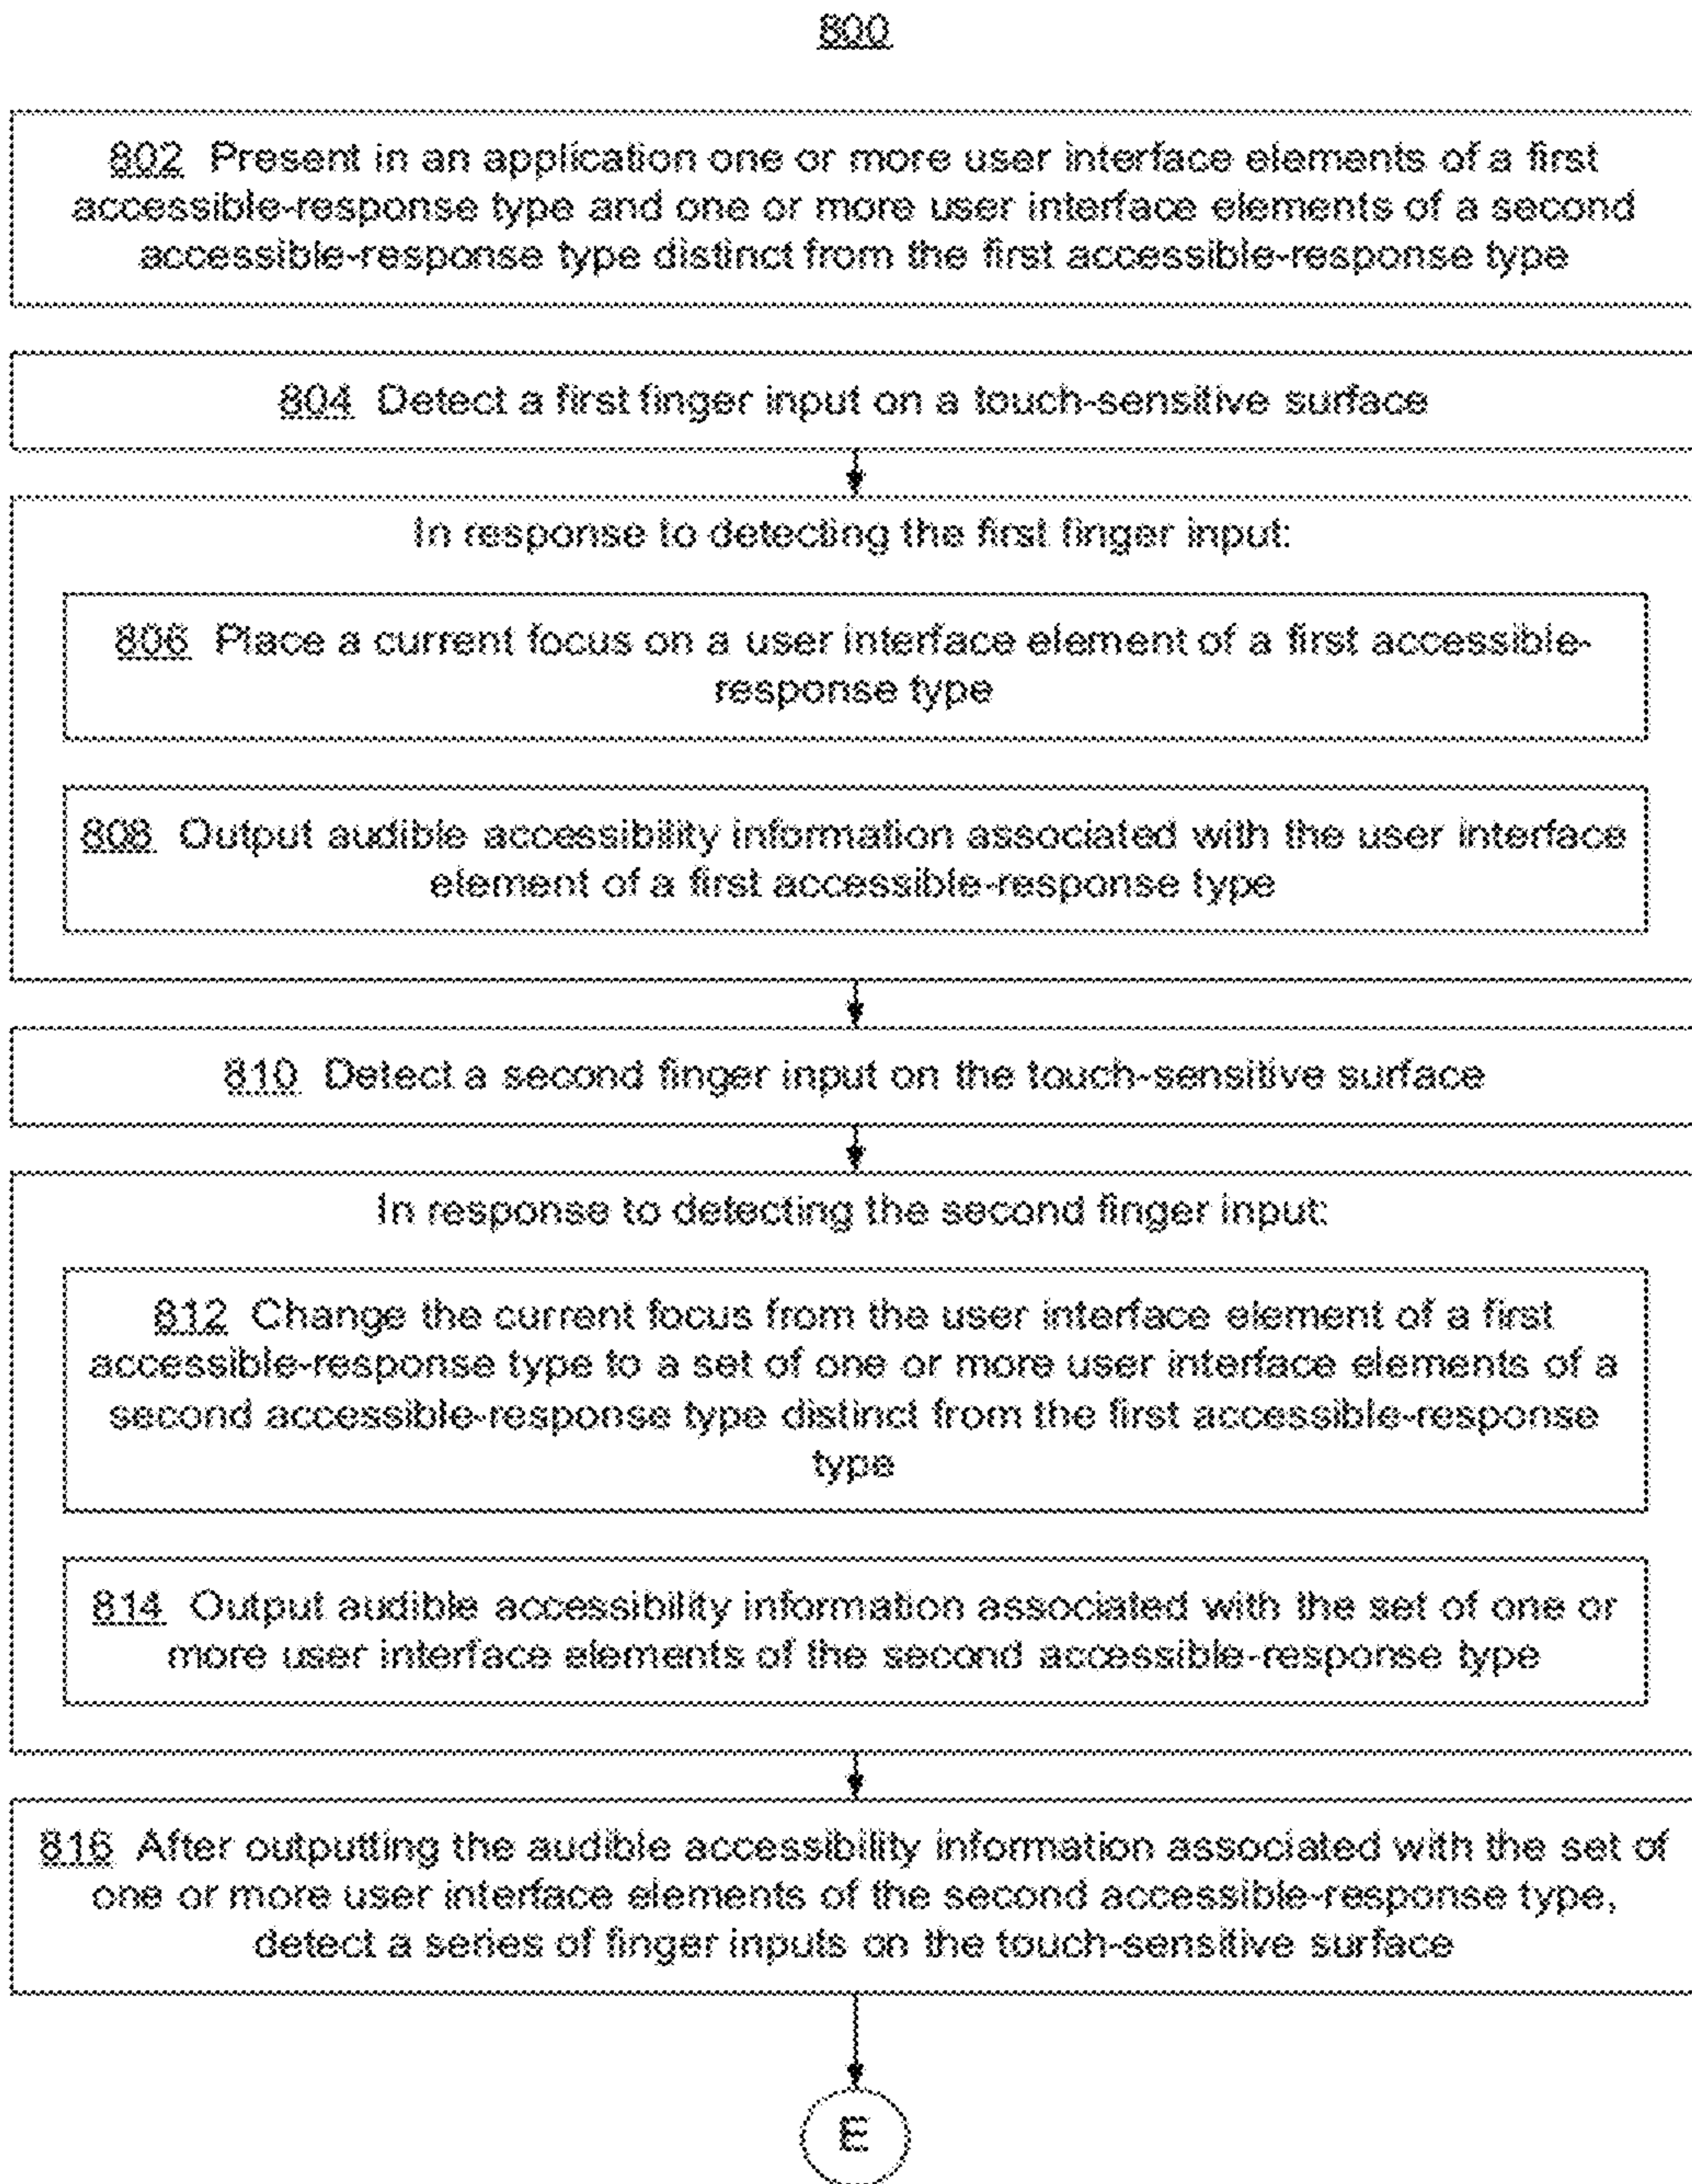 800
802 Present in an application one or more user interface elements of a first
accessible-response type and one or more user interface elements of a second
accessible-response type distinct from the first accessible-response type
804 Detect a first finger input on a touch-sensitive surface
In response to detecting the first finger input:
806 Place a current focus on a user interface element of a first accessible-
response type
808 Output audible accessibility information associated with the user interface
element of a first accessible-response type
810 Detect a second finger input on the touch-sensitive surface
In response to detecting the second finger input:
812 Change the current focus from the user interface element of a first
accessible-response type to a set of one or more user interface elements of a
second accessible-response type distinct from the first accessible-response
type
814 Output audible accessibility information associated with the set of one or
more user interface elements of the second accessible-response type
816 After outputting the audible accessibility information associated with the set of
one or more user interface elements of the second accessible-response type,
detect a series of finger inputs on the touch-sensitive surface
E